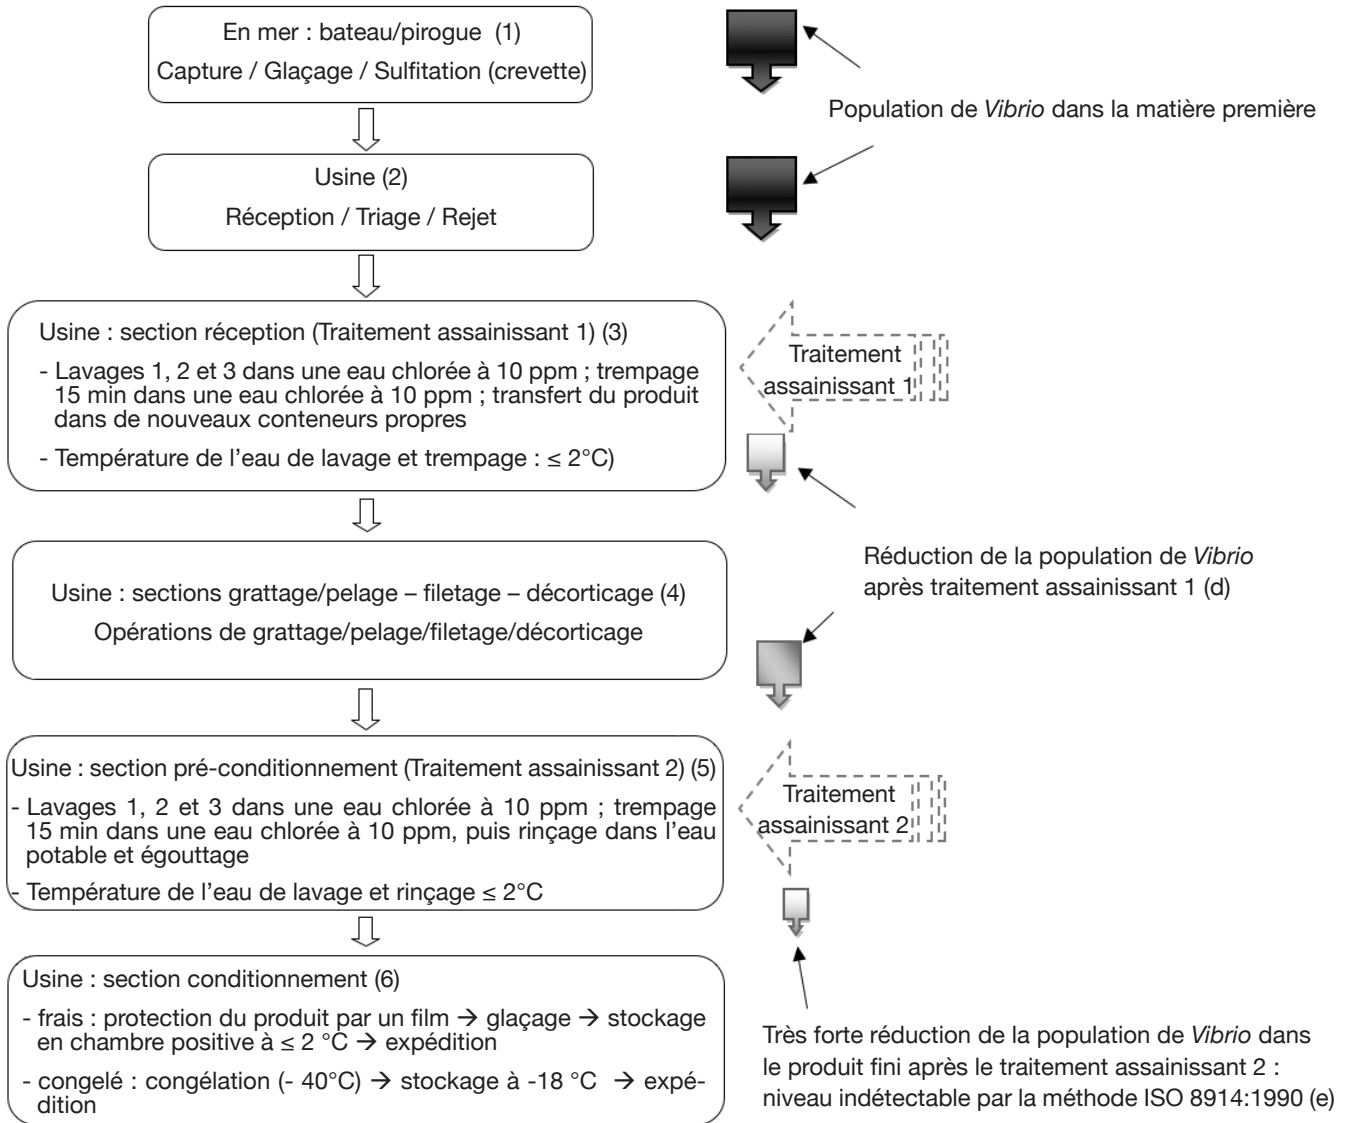 En mer : bateau/pirogue (1)
Capture / Glaçage / Sulfitation (crevette)
Population de Vibrio dans la matière première
Usine (2)
Réception / Triage / Rejet
Usine : section réception (Traitement assainissant 1) (3)
- Lavages 1, 2 et 3 dans une eau chlorée à 10 ppm ; trempage
15 min dans une eau chlorée à 10 ppm ; transfert du produit
dans de nouveaux conteneurs propres
- Température de l’eau de lavage et trempage : ≤ 2°C)
Traitement
assainissant 1
Réduction de la population de Vibrio
après traitement assainissant 1 (d)
Usine : sections grattage/pelage – filetage – décorticage (4)
Opérations de grattage/pelage/filetage/décorticage
Usine : section pré-conditionnement (Traitement assainissant 2) (5)
- Lavages 1, 2 et 3 dans une eau chlorée à 10 ppm ; trempage
15 min dans une eau chlorée à 10 ppm, puis rinçage dans l’eau
potable et égouttage
- Température de l’eau de lavage et rinçage ≤ 2°C
Traitement
assainissant 2
Usine : section conditionnement (6)
- frais : protection du produit par un film → glaçage → stockage
en chambre positive à ≤ 2 °C → expédition
- congelé : congélation (- 40°C) → stockage à -18 °C → expé-
dition
Très forte réduction de la population de Vibrio dans
le produit fini après le traitement assainissant 2 :
niveau indétectable par la méthode ISO 8914:1990 (e)